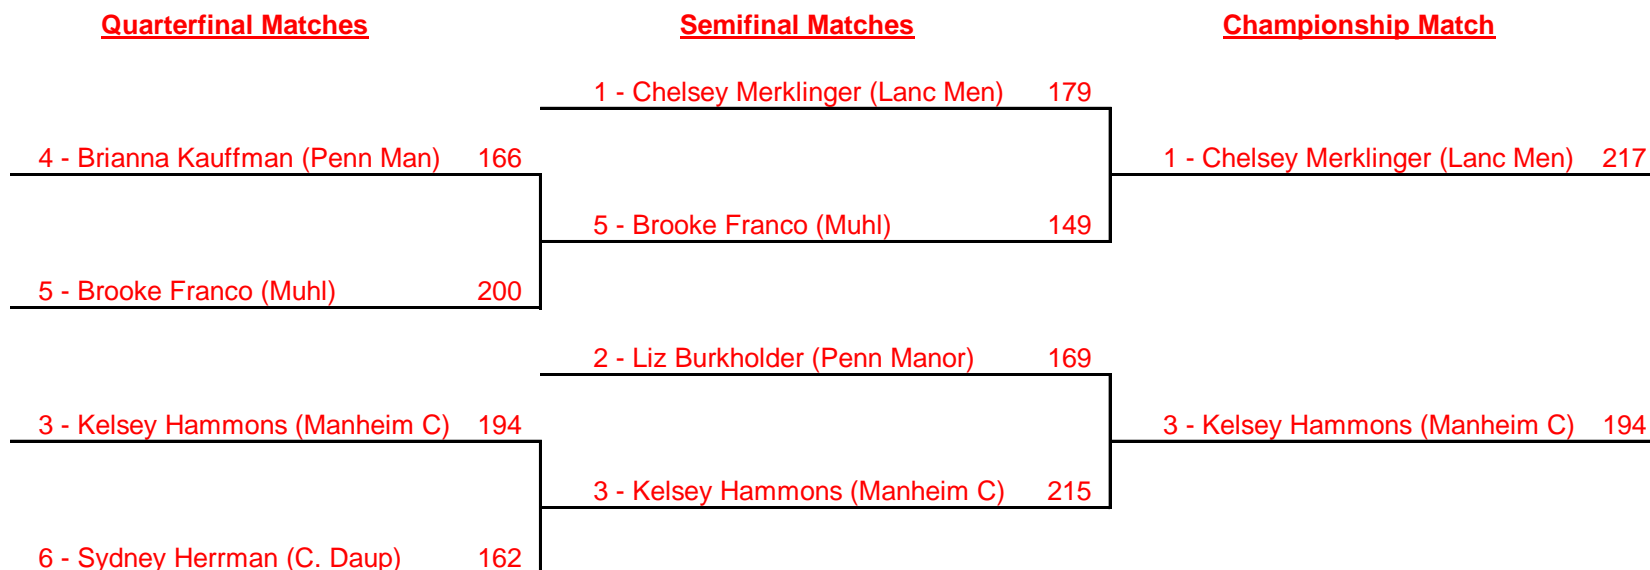 Quarterfinal Matches Semifinal Matches Championship Match
1 - Chelsey Merklinger (Lanc Men) 179
4 - Brianna Kauffman (Penn Man) 166 1 - Chelsey Merklinger (Lanc Men) 217
5 - Brooke Franco (Muhl) 149
5 - Brooke Franco (Muhl) 200
2 - Liz Burkholder (Penn Manor) 169
3 - Kelsey Hammons (Manheim C) 194 3 - Kelsey Hammons (Manheim C) 194
3 - Kelsey Hammons (Manheim C) 215
6 - Sydney Herrman (C. Daup) 162